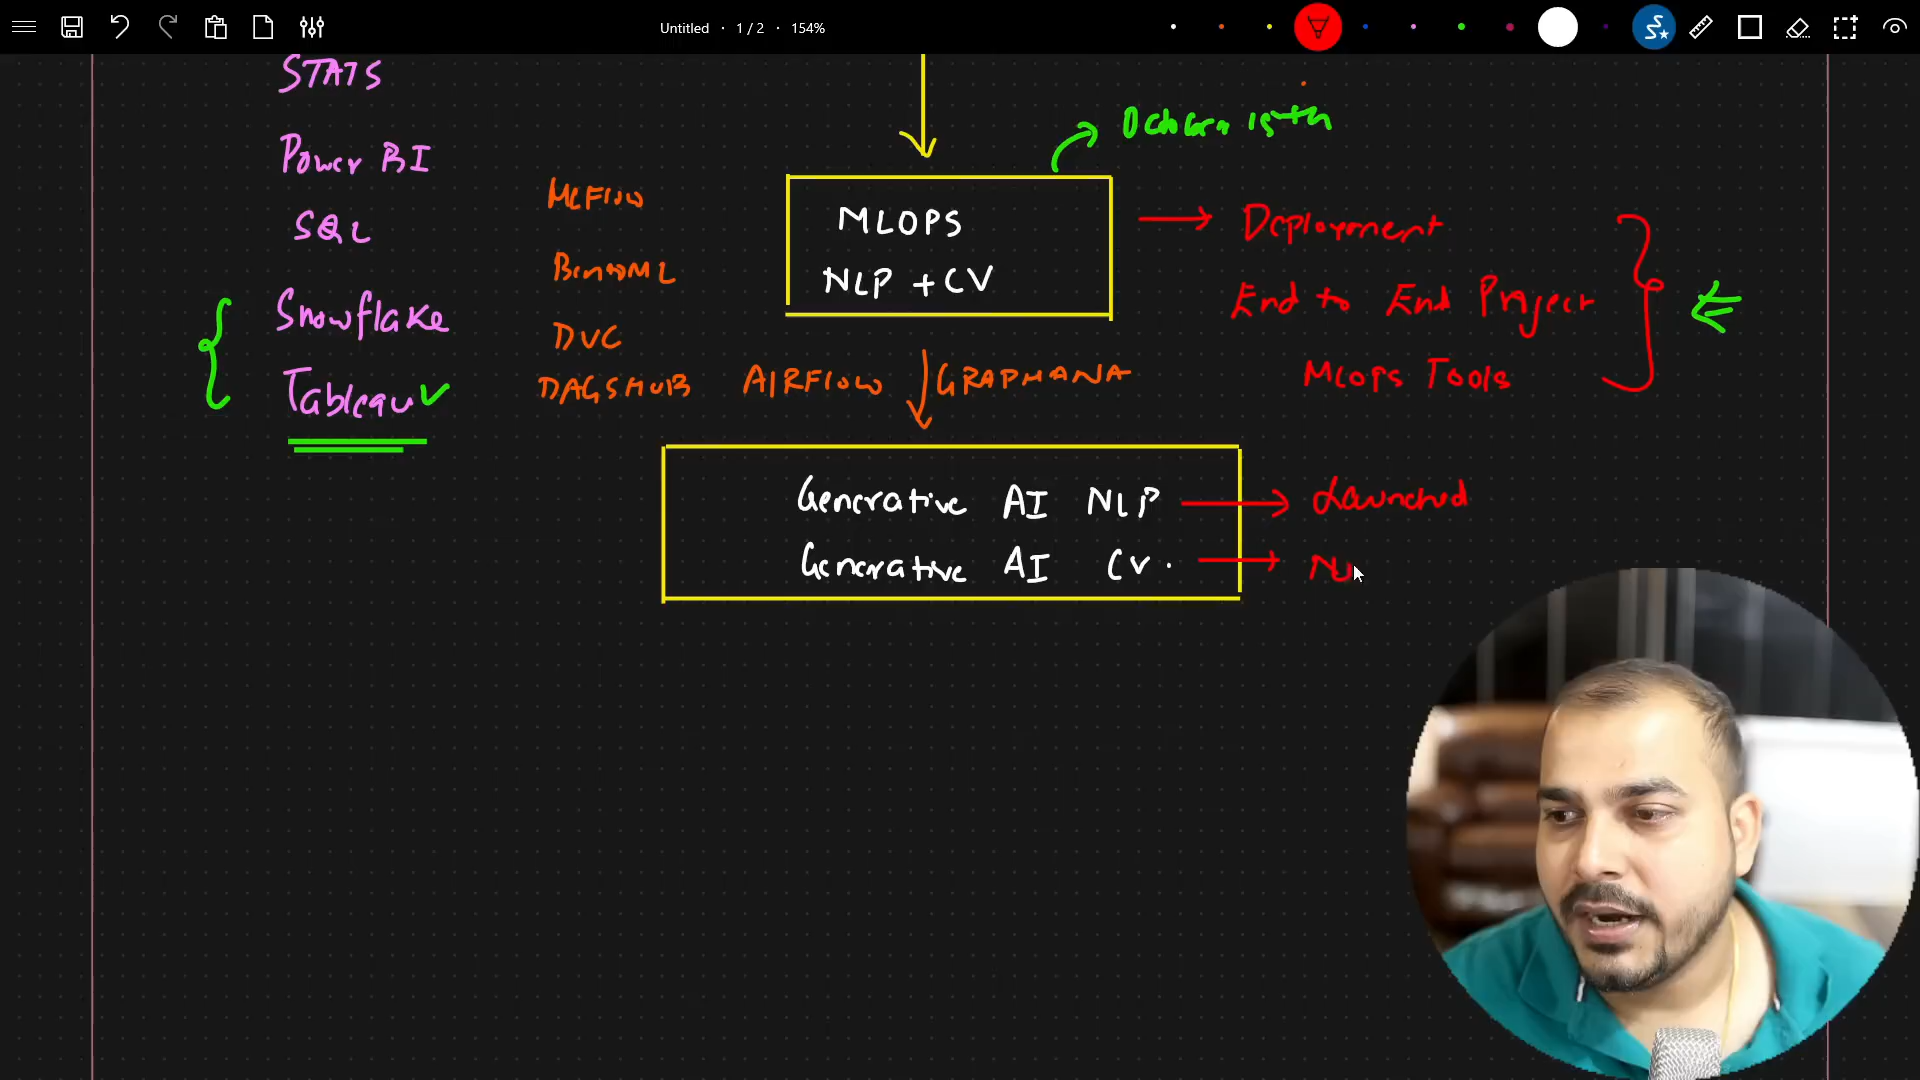 Untitled · 1 / 2 · 154%
STATS
Power BI
SQL
Snowflake
Tableau
MLFlow
BentoML
DVC
DAGSHUB
AIRFLOW
GRAPHANA
MLOPS
NLP + CV
Deployment
End to End Project
Mlops Tools
Generative AI NLP
Launched
Generative AI CV